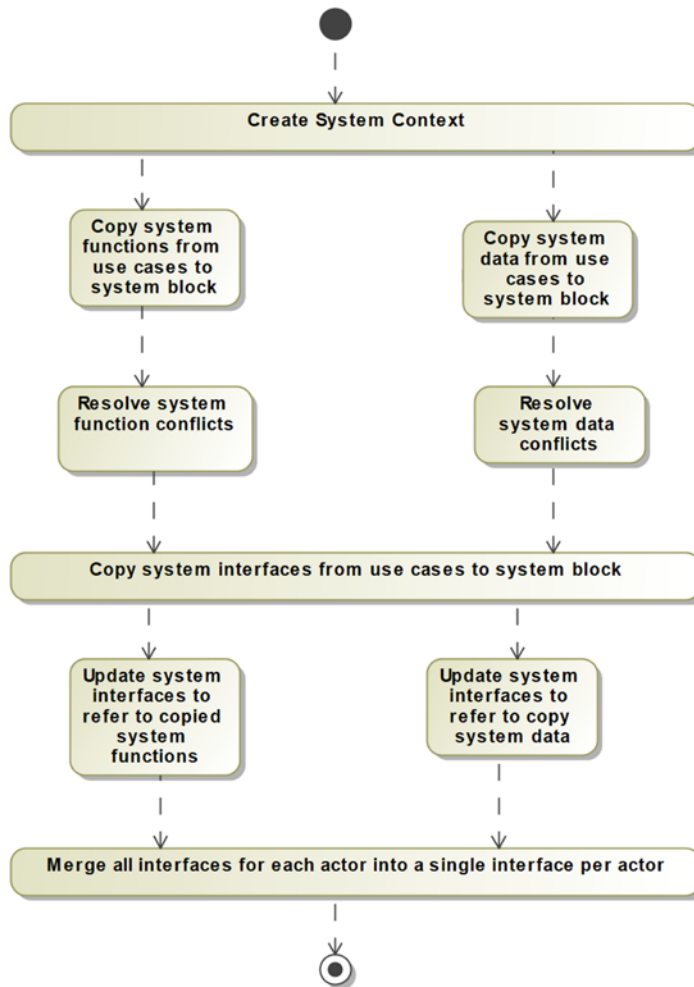 Create System Context
Copy system
functions from
use cases to
system block
Copy system
data from use
cases to
system block
Resolve system
function conflicts
Resolve
system data
conflicts
Copy system interfaces from use cases to system block
Update system
interfaces to
refer to copied
system
functions
Update system
interfaces to
refer to copy
system data
Merge all interfaces for each actor into a single interface per actor